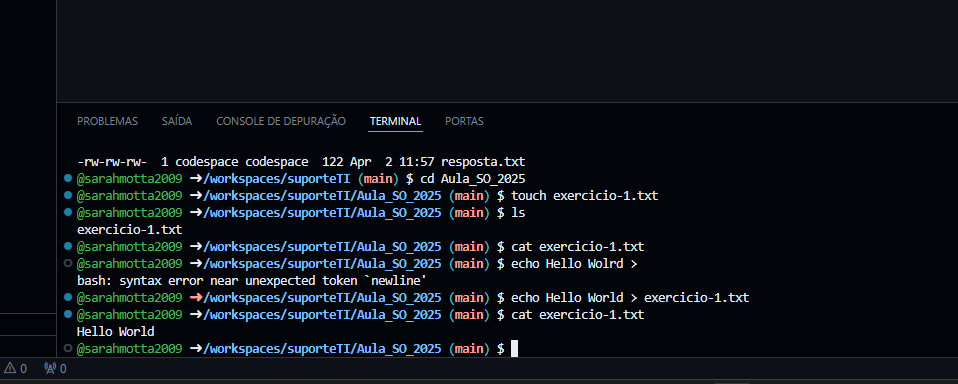 PROBLEMAS SAÍDA CONSOLE DE DEPURAÇÃO TERMINAL PORTAS
-rw-rw-rw- 1 codespace codespace 122 Apr 2 11:57 resposta.txt
@sarahmotta2009 ➜/workspaces/suporteTI (main) $ cd Aula_SO_2025
@sarahmotta2009 ➜/workspaces/suporteTI/Aula_SO_2025 (main) $ touch exercicio-1.txt
@sarahmotta2009 ➜/workspaces/suporteTI/Aula_SO_2025 (main) $ ls
exercicio-1.txt
@sarahmotta2009 ➜/workspaces/suporteTI/Aula_SO_2025 (main) $ cat exercicio-1.txt
@sarahmotta2009 ➜/workspaces/suporteTI/Aula_SO_2025 (main) $ echo Hello Wolrd >
bash: syntax error near unexpected token `newline'
@sarahmotta2009 ➜/workspaces/suporteTI/Aula_SO_2025 (main) $ echo Hello World > exercicio-1.txt
@sarahmotta2009 ➜/workspaces/suporteTI/Aula_SO_2025 (main) $ cat exercicio-1.txt
Hello World
@sarahmotta2009 ➜/workspaces/suporteTI/Aula_SO_2025 (main) $
0 0